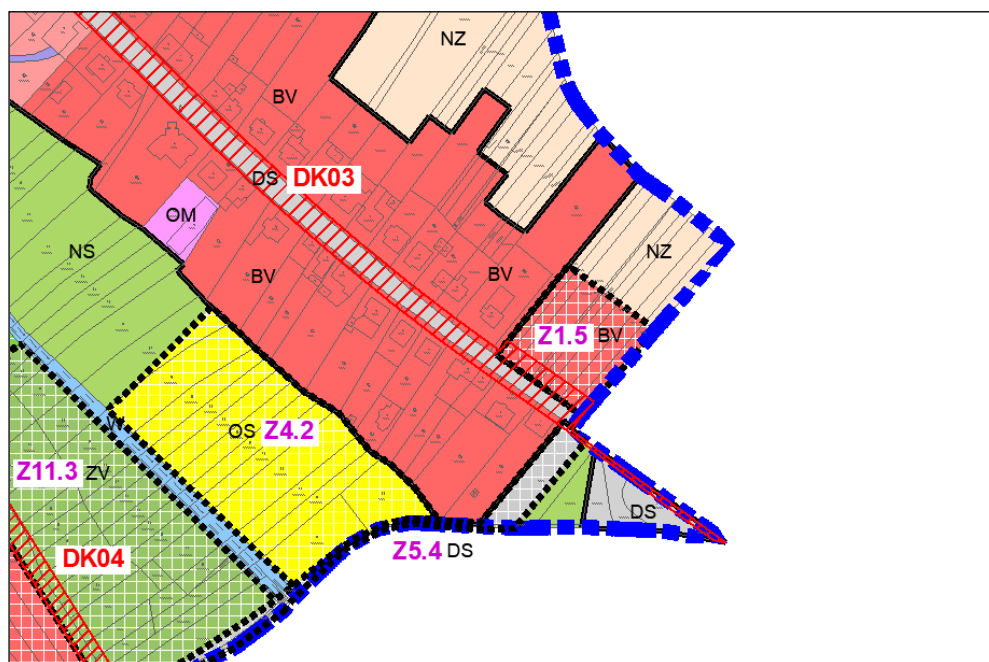 NZ
BV
DS DK03
OM
NS
NZ
BV
BV
Z1.5 BV
OS Z4.2
Z11.3 ZV
DS
Z5.4 DS
DK04